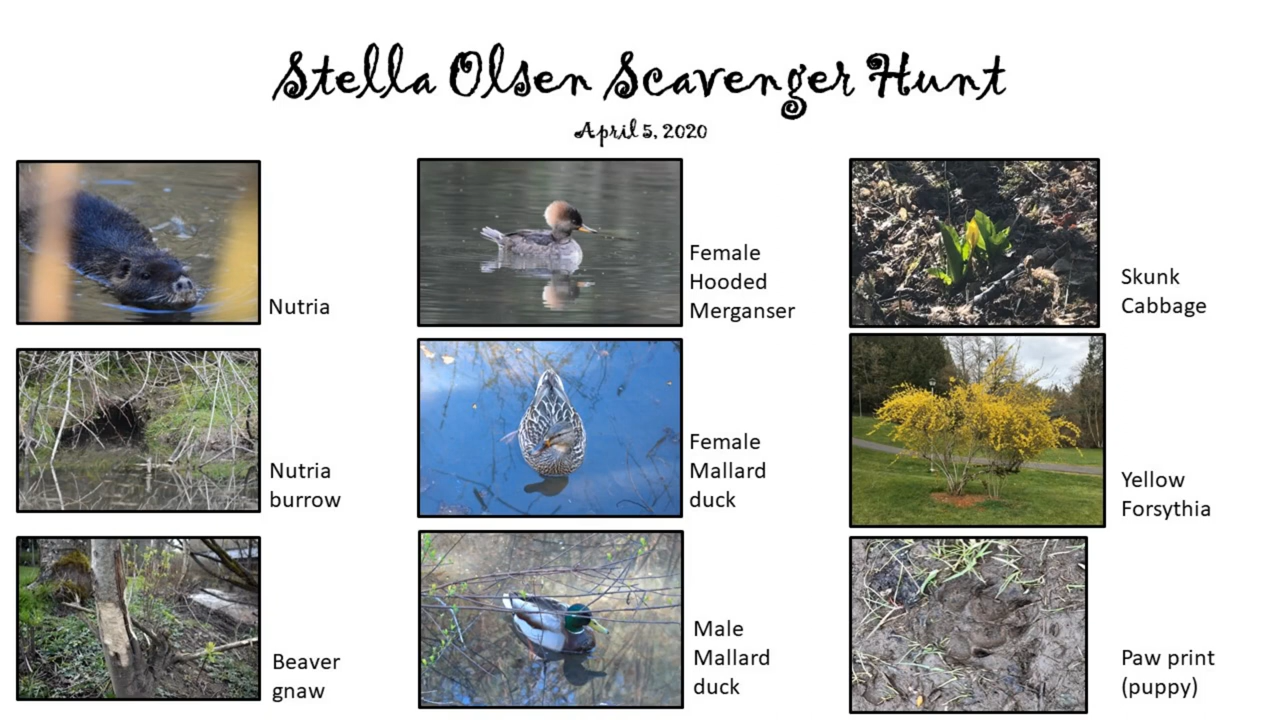 Stella Olsen Scavenger Hunt
April 5, 2020
Nutria
Female
Hooded
Merganser
Skunk
Cabbage
Nutria
burrow
Female
Mallard
duck
Yellow
Forsythia
Beaver
gnaw
Male
Mallard
duck
Paw print
(puppy)